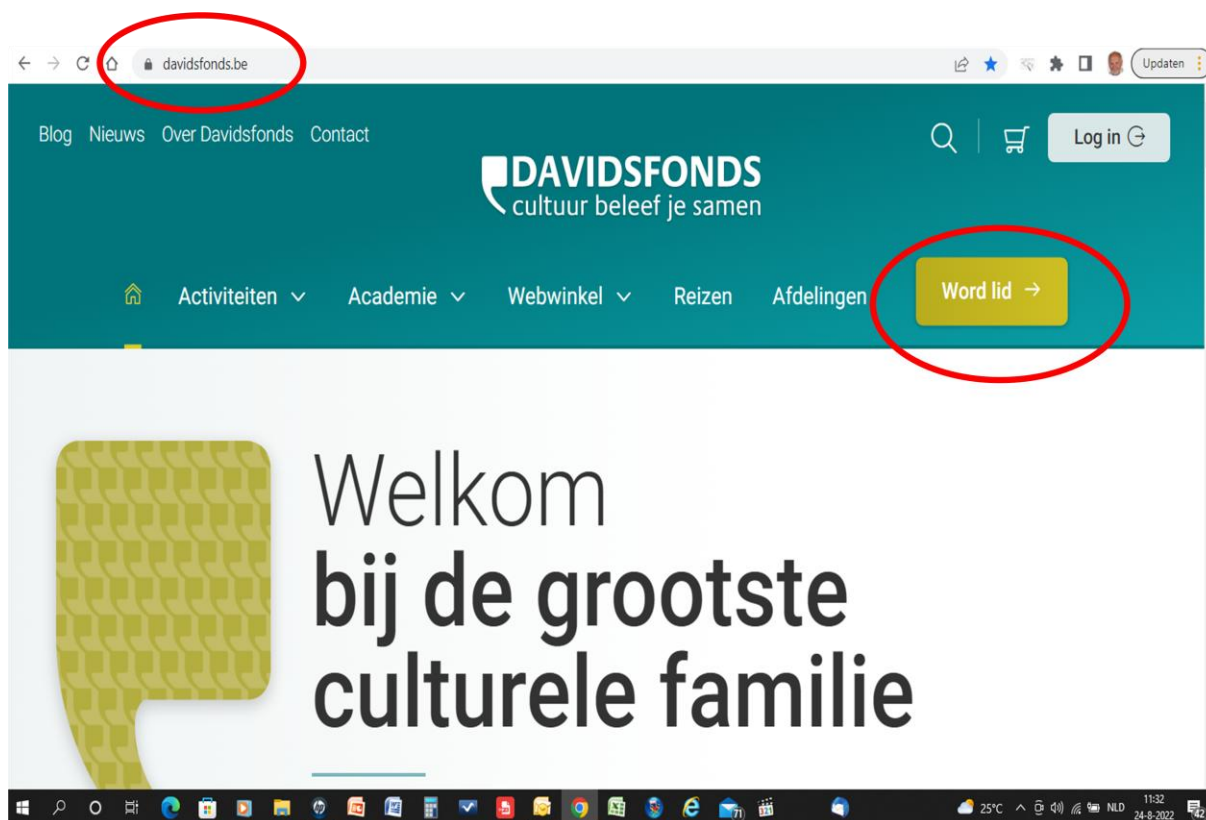 davidsfonds.be
Updaten
Blog Nieuws Over Davidsfonds Contact
Log in
DAVIDSFONDS
cultuur beleef je samen
Activiteiten Academie Webwinkel Reizen Afdelingen Word lid
Welkom
bij de grootste
culturele familie
25°C NLD 11:32
24-8-2022